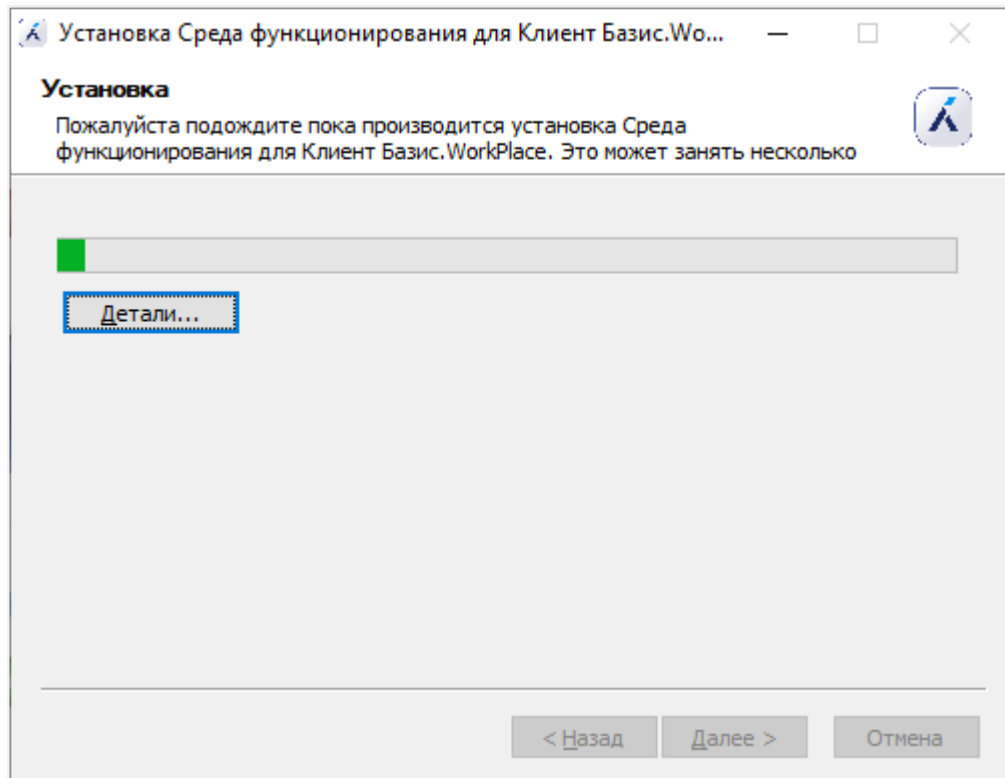 Установка Среда функционирования для Клиент Базис.Wo...
Установка
Пожалуйста подождите пока производится установка Среда
функционирования для Клиент Базис.WorkPlace. Это может занять несколько
Детали...
< Назад
Далее >
Отмена